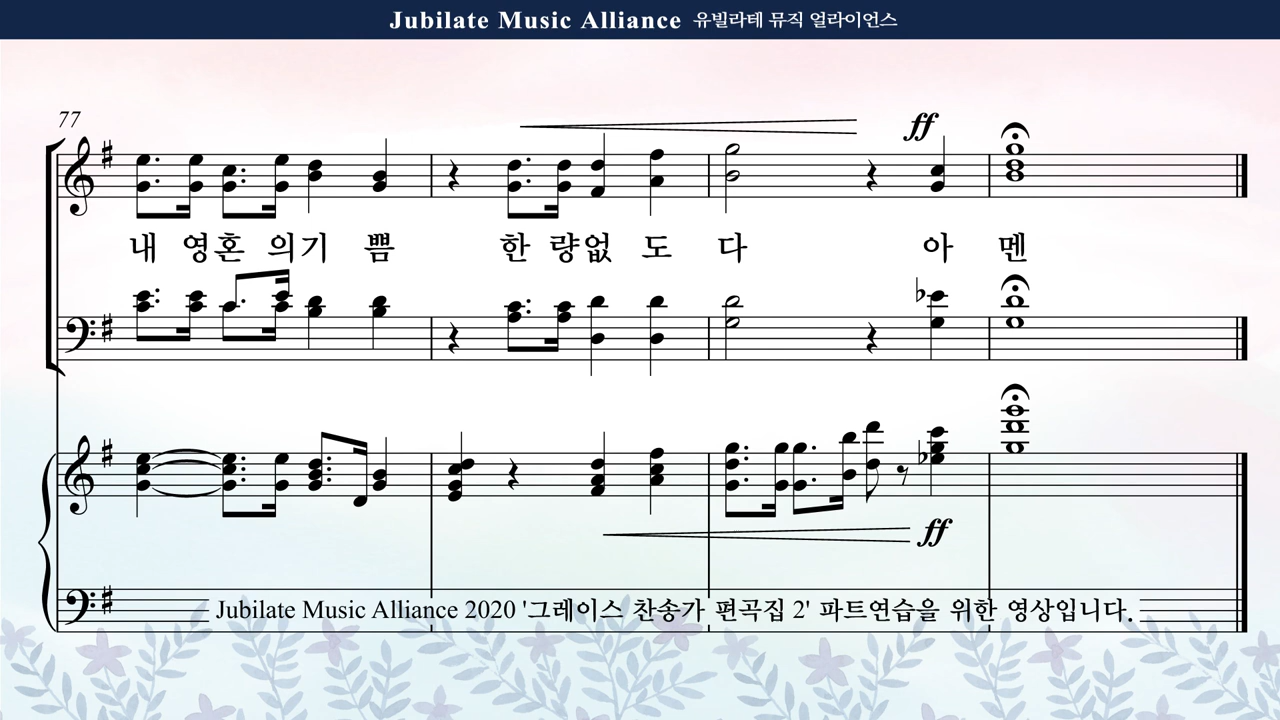 Jubilate Music Alliance 유빌라테 뮤직 얼라이언스
77
ff
내 영혼 의기 쁨 한 량없 도 다 아 멘
ff
Jubilate Music Alliance 2020 '그레이스 찬송가 편곡집 2' 파트연습을 위한 영상입니다.